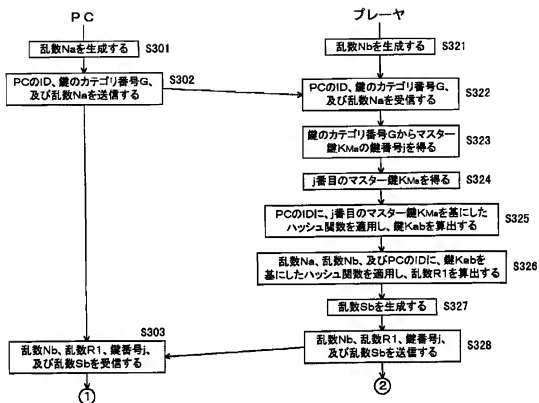 PC
プレーヤ
乱数Naを生成する
S301
PCのID、鍵のカテゴリ番号G、
及び乱数Naを送信する
S302
乱数Nbを生成する
S321
PCのID、鍵のカテゴリ番号G、
及び乱数Naを受信する
S322
鍵のカテゴリ番号Gからマスター
鍵KMaの鍵番号jを得る
S323
j番目のマスター鍵KMaを得る
S324
PCのIDに、j番目のマスター鍵KMaを基にした
ハッシュ関数を適用し、鍵Kabを算出する
S325
乱数Na、乱数Nb、及びPCのIDに、鍵Kabを
基にしたハッシュ関数を適用し、乱数R1を算出する
S326
乱数Sbを生成する
S327
乱数Nb、乱数R1、鍵番号j、
及び乱数Sbを送信する
S328
S303
乱数Nb、乱数R1、鍵番号j、
及び乱数Sbを受信する
①
②